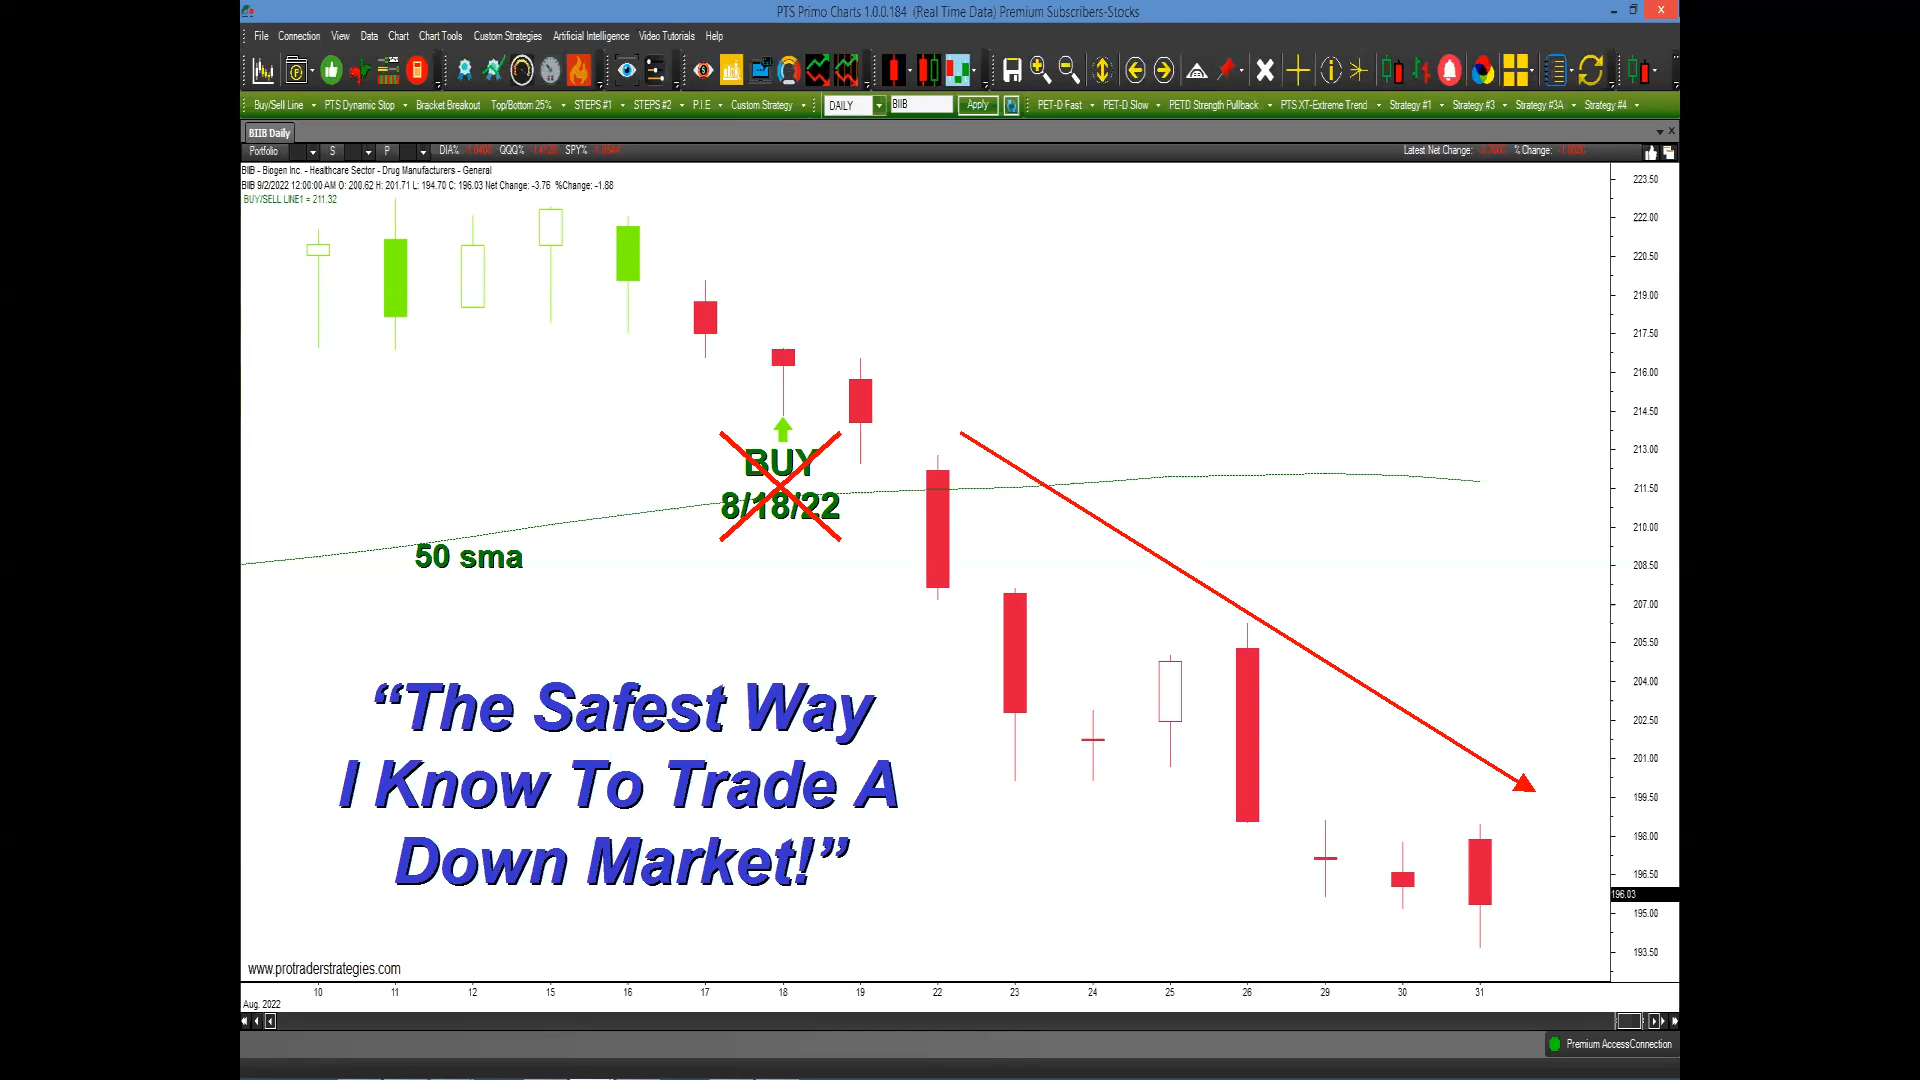 PTS Primo Charts 1.0.0.184 (Real Time Data) Premium Subscribers-Stocks
File Connection View Data Chart Chart Tools Custom Strategies Artificial Intelligence Video Tutorials Help
Buy/Sell Line PTS Dynamic Stop Bracket Breakout Top/Bottom 25% STEPS #1 STEPS #2 P.I.E Custom Strategy DAILY BIIB Apply PET-D Fast PET-D Slow PETD Strength Pullback PTS XT-Extreme Trend Strategy #1 Strategy #3 Strategy #3A Strategy #4
BIIB Daily
Portfolio S P DIA% QQQ% SPY% Latest Net Change: % Change:
BIIB - Biogen Inc. - Healthcare Sector - Drug Manufacturers - General
BIIB 9/2/2022 12:00:00 AM O: 200.62 H: 201.71 L: 194.70 C: 196.03 Net Change: -3.76 %Change: -1.88
BUY/SELL LINE1 = 211.32
223.50
222.00
220.50
219.00
217.50
216.00
214.50
213.00
211.50
210.00
208.50
207.00
205.50
204.00
202.50
201.00
199.50
198.00
196.50
196.03
195.00
193.50
BUY
8/18/22
50 sma
“The Safest Way
I Know To Trade A
Down Market!”
www.protraderstrategies.com
10 11 12 15 16 17 18 19 22 23 24 25 26 29 30 31
Aug. 2022
Premium AccessConnection